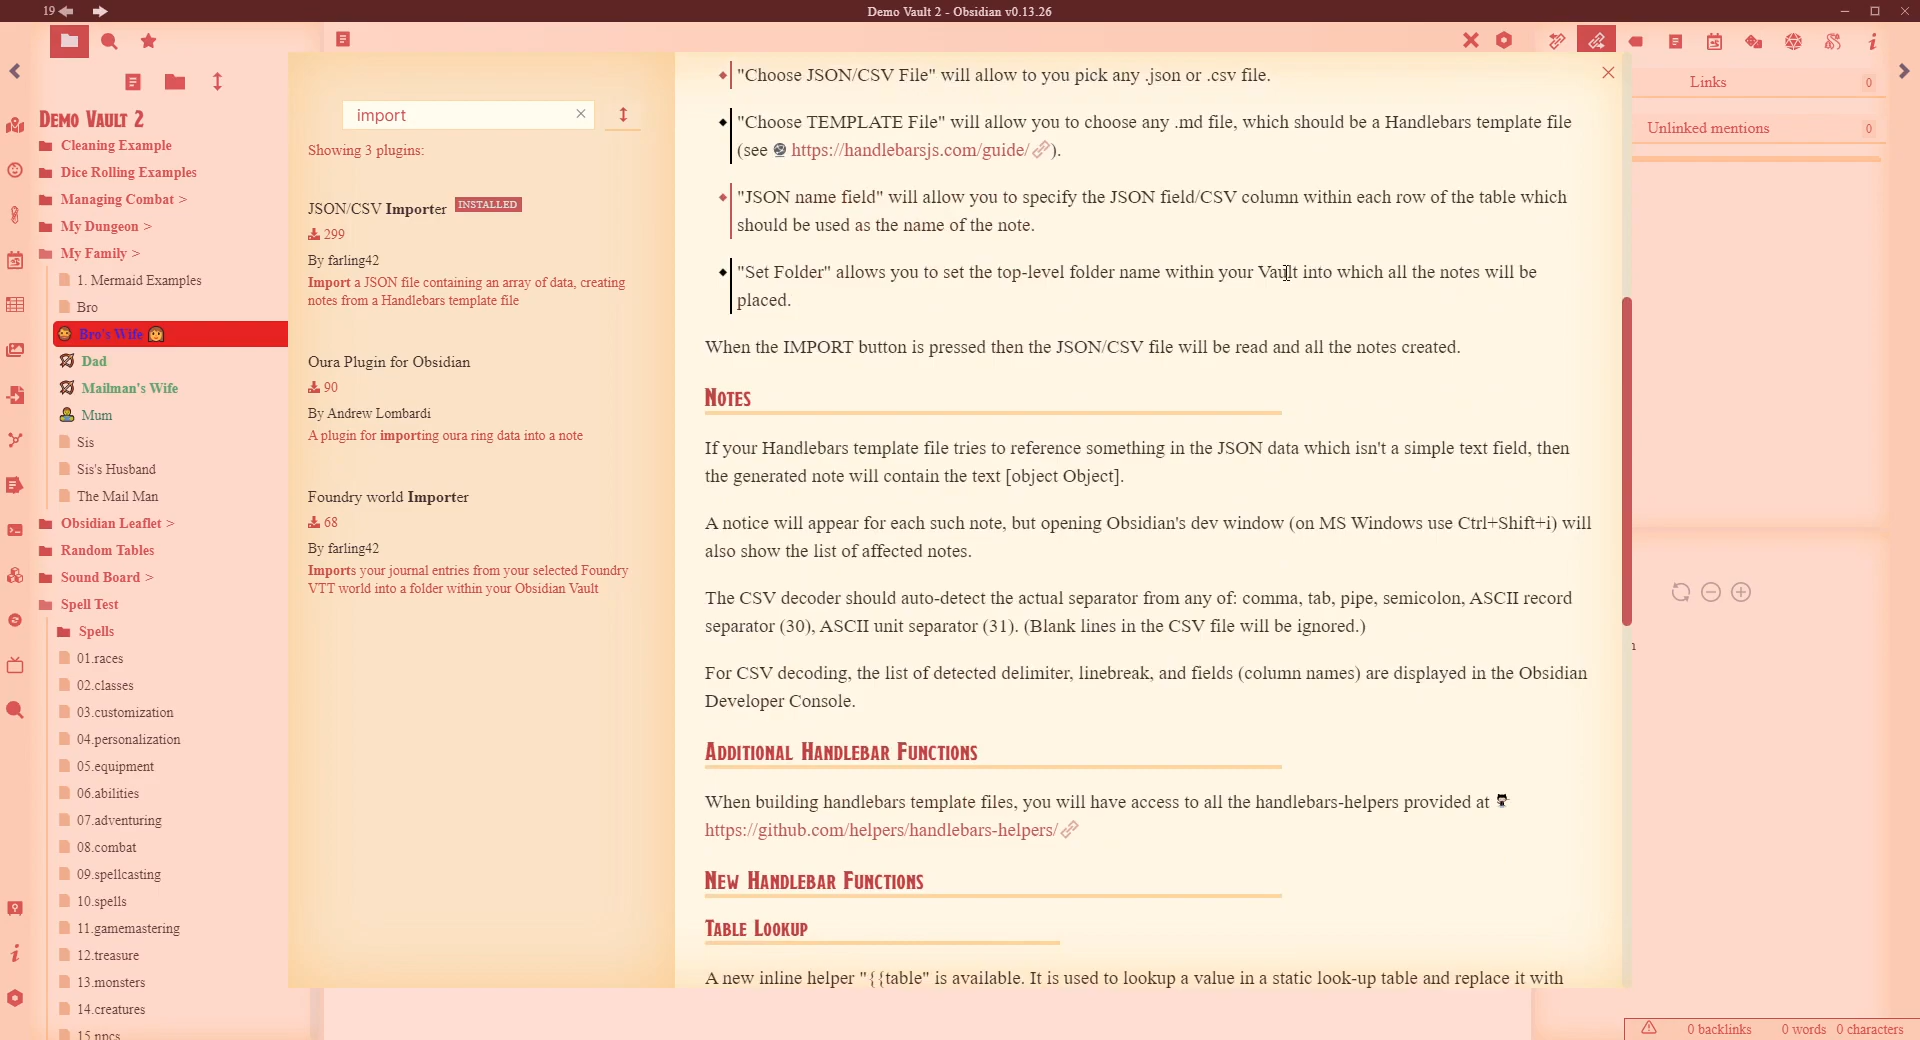 19
Demo Vault 2 - Obsidian v0.13.26
DEMO VAULT 2
Cleaning Example
Dice Rolling Examples
Managing Combat >
My Dungeon >
My Family >
1. Mermaid Examples
Bro
Bro's Wife
Dad
Mailman's Wife
Mum
Sis
Sis's Husband
The Mail Man
Obsidian Leaflet >
Random Tables
Sound Board >
Spell Test
Spells
01.races
02.classes
03.customization
04.personalization
05.equipment
06.abilities
07.adventuring
08.combat
09.spellcasting
10.spells
11.gamemastering
12.treasure
13.monsters
14.creatures
15.npcs
import
Showing 3 plugins:
JSON/CSV Importer INSTALLED
299
By farling42
Import a JSON file containing an array of data, creating
notes from a Handlebars template file
Oura Plugin for Obsidian
90
By Andrew Lombardi
A plugin for importing oura ring data into a note
Foundry world Importer
68
By farling42
Imports your journal entries from your selected Foundry
VTT world into a folder within your Obsidian Vault
"Choose JSON/CSV File" will allow to you pick any .json or .csv file.
"Choose TEMPLATE File" will allow you to choose any .md file, which should be a Handlebars template file
(see https://handlebarsjs.com/guide/ ).
"JSON name field" will allow you to specify the JSON field/CSV column within each row of the table which
should be used as the name of the note.
"Set Folder" allows you to set the top-level folder name within your Vault into which all the notes will be
placed.
When the IMPORT button is pressed then the JSON/CSV file will be read and all the notes created.
NOTES
If your Handlebars template file tries to reference something in the JSON data which isn't a simple text field, then
the generated note will contain the text [object Object].
A notice will appear for each such note, but opening Obsidian's dev window (on MS Windows use Ctrl+Shift+i) will
also show the list of affected notes.
The CSV decoder should auto-detect the actual separator from any of: comma, tab, pipe, semicolon, ASCII record
separator (30), ASCII unit separator (31). (Blank lines in the CSV file will be ignored.)
For CSV decoding, the list of detected delimiter, linebreak, and fields (column names) are displayed in the Obsidian
Developer Console.
ADDITIONAL HANDLEBAR FUNCTIONS
When building handlebars template files, you will have access to all the handlebars-helpers provided at
https://github.com/helpers/handlebars-helpers/
NEW HANDLEBAR FUNCTIONS
TABLE LOOKUP
A new inline helper "{{table" is available. It is used to lookup a value in a static look-up table and replace it with
Links 0
Unlinked mentions 0
0 backlinks 0 words 0 characters